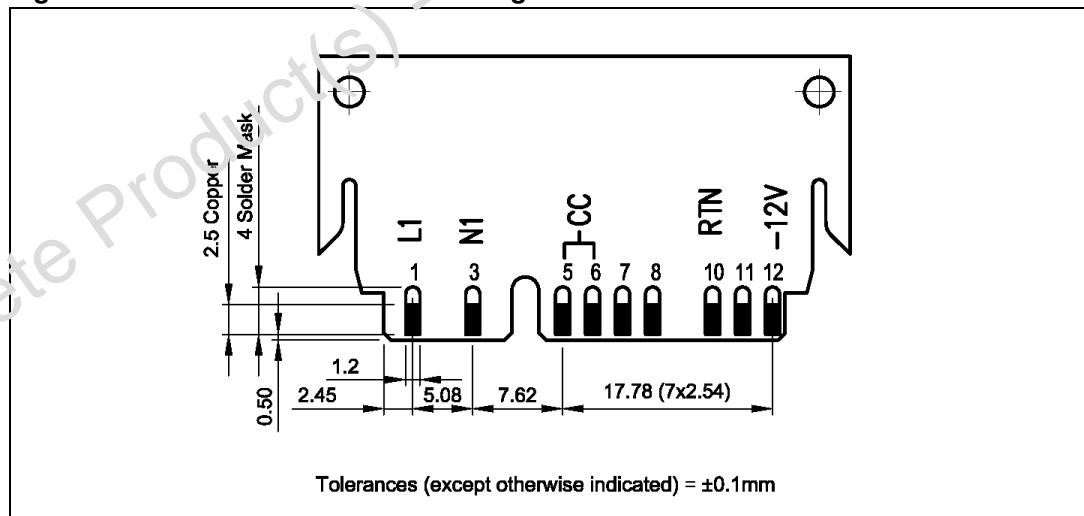 ete Product(s)
L1
N1
CC
RTN
-12V
1 3 5 6 7 8 10 11 12
2.5 Copper
4 Solder Mask
0.50
1.2
2.45
5.08
7.62
17.78 (7x2.54)
Tolerances (except otherwise indicated) = ±0.1mm